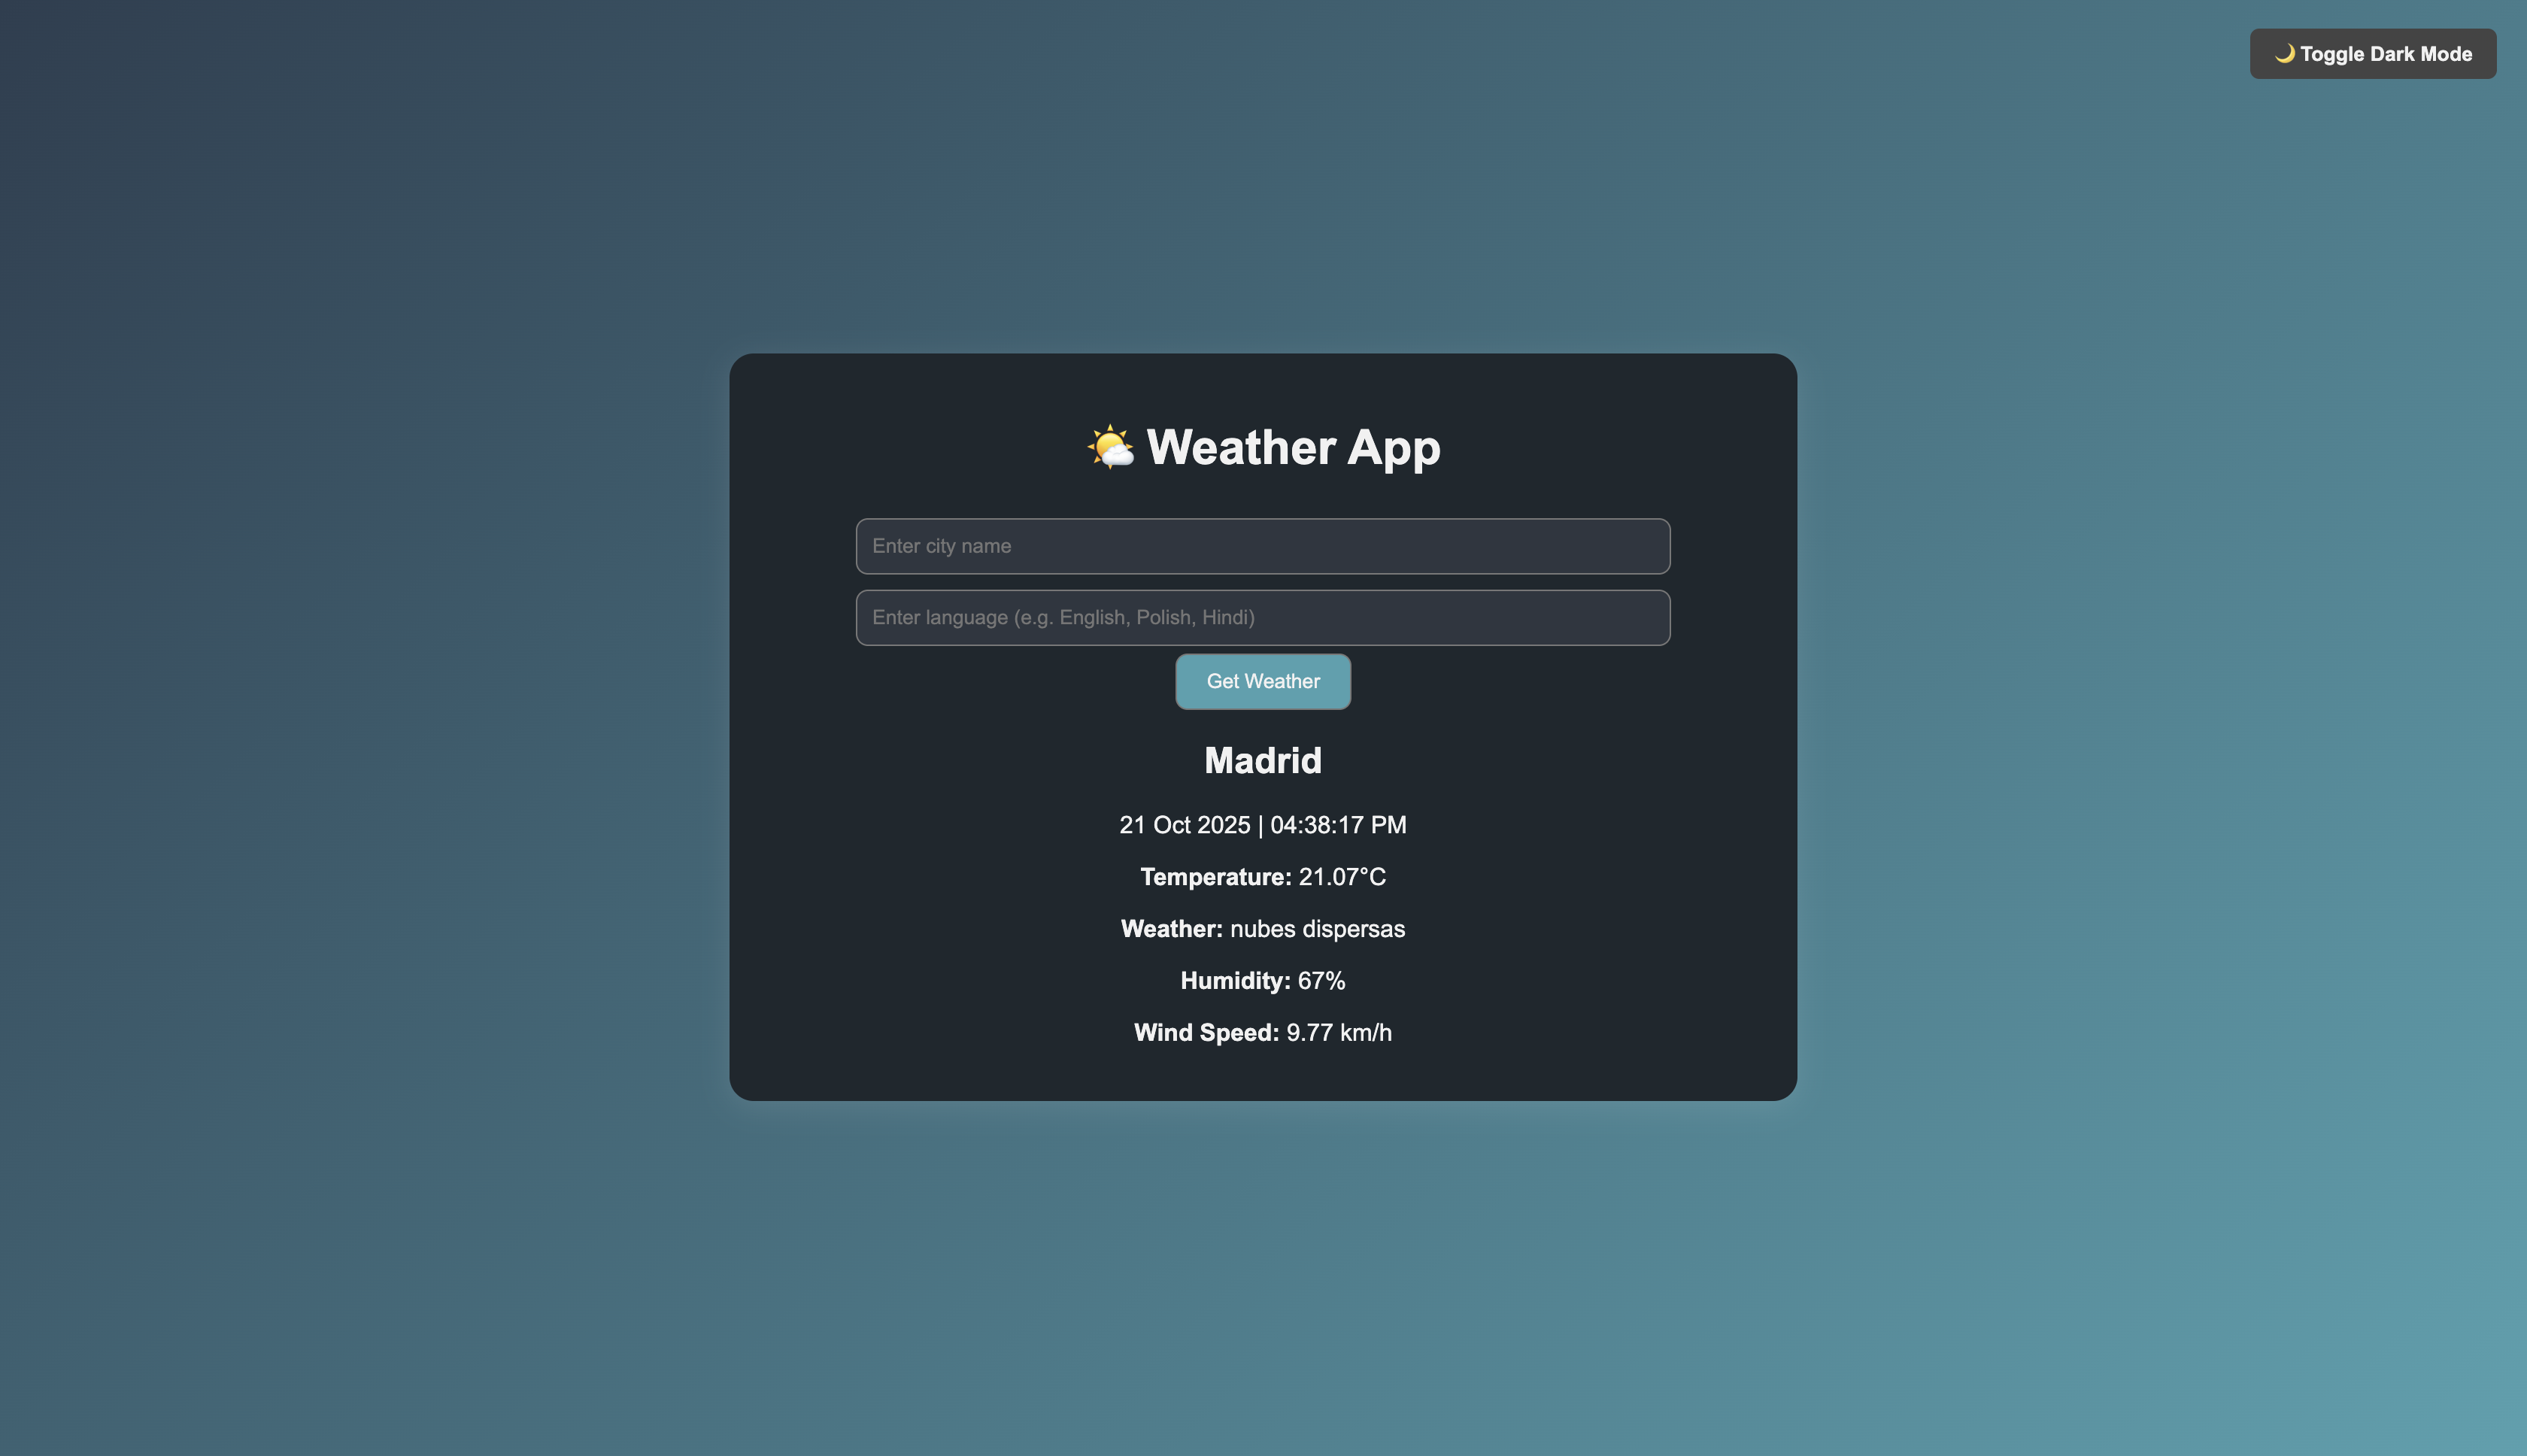 🌙 Toggle Dark Mode
🌤️ Weather App
Enter city name
Enter language (e.g. English, Polish, Hindi)
Get Weather
Madrid
21 Oct 2025 | 04:38:17 PM
Temperature: 21.07°C
Weather: nubes dispersas
Humidity: 67%
Wind Speed: 9.77 km/h